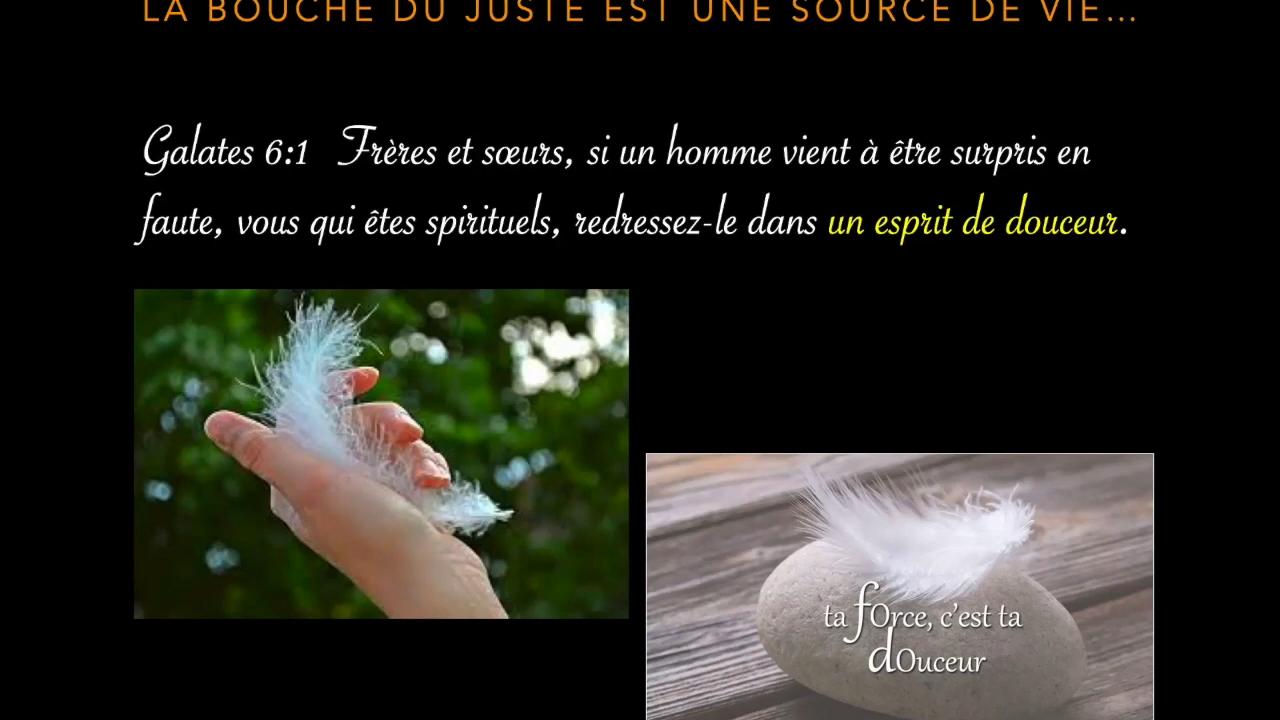 LA BOUCHE DU JUSTE EST UNE SOURCE DE VIE...
Galates 6:1 Frères et sœurs, si un homme vient à être surpris en
faute, vous qui êtes spirituels, redressez-le dans un esprit de douceur.
ta fOrce, c'est ta
dOuceur